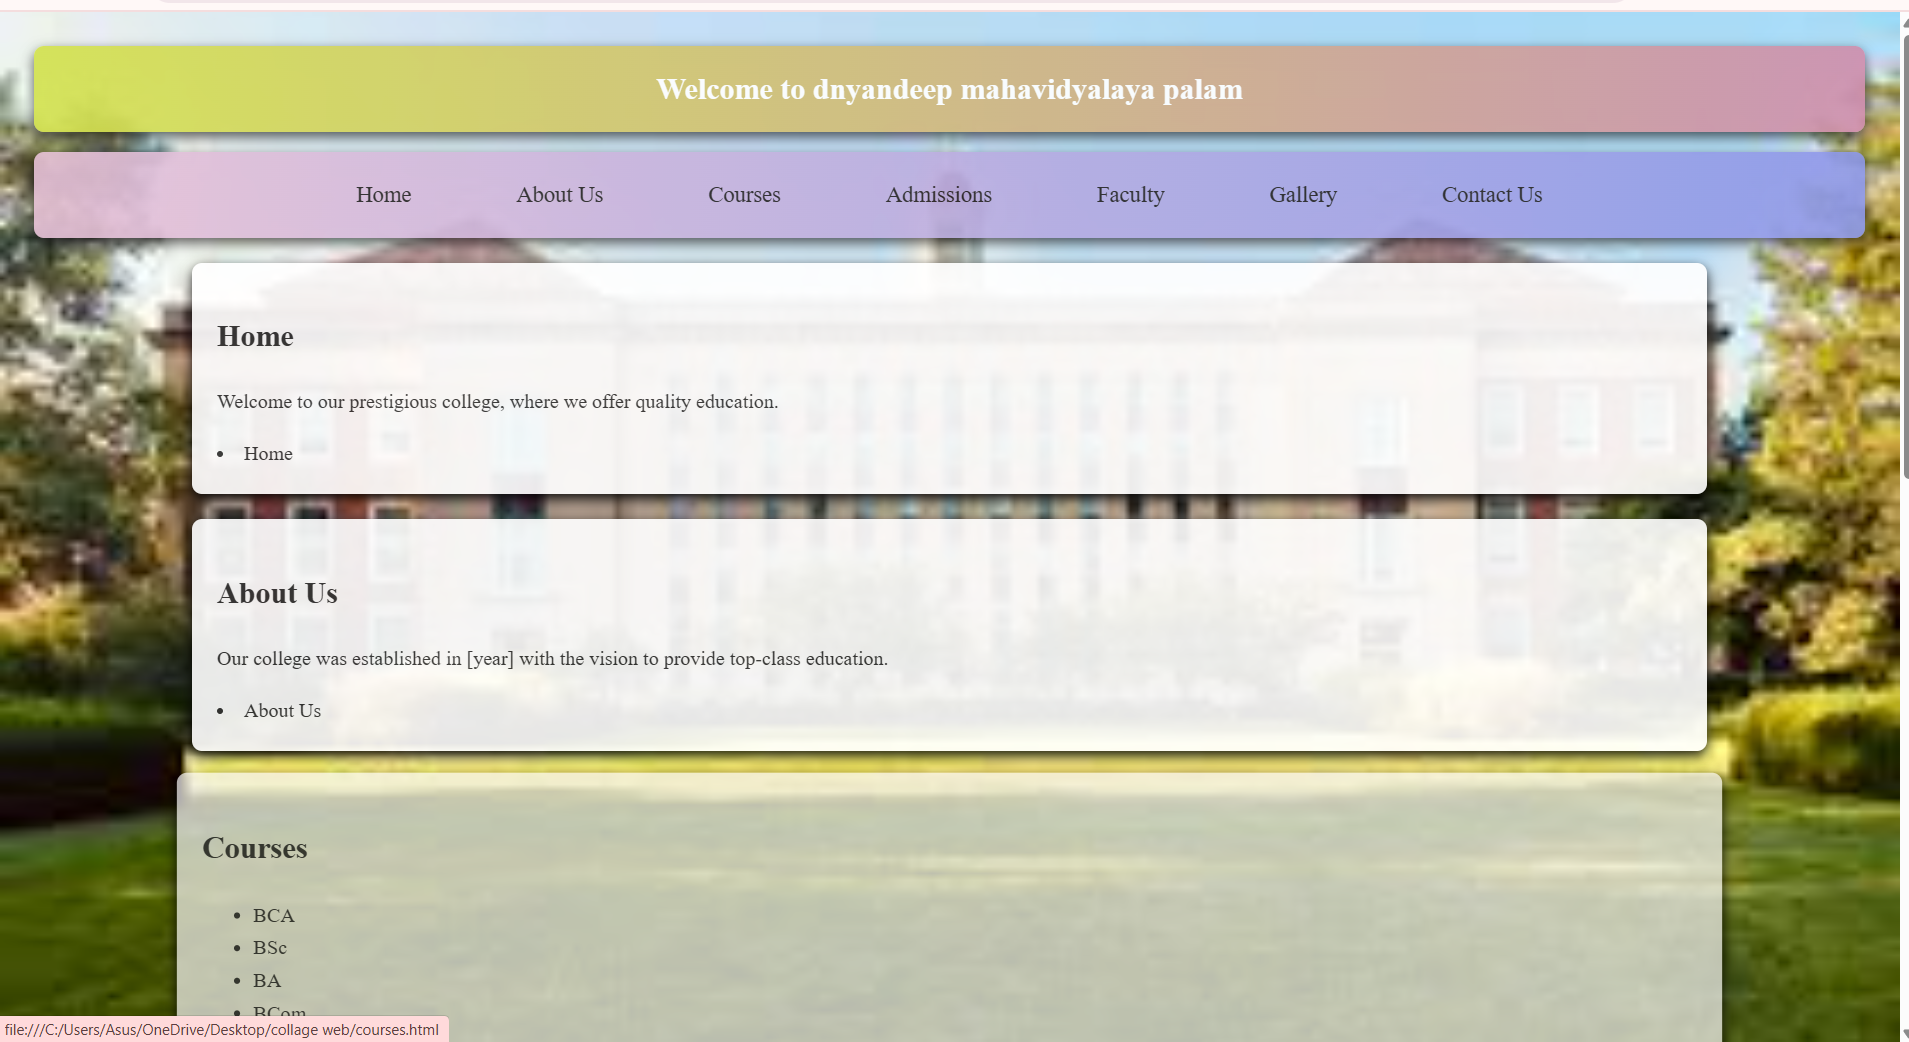 Welcome to dnyandeep mahavidyalaya palam
Home About Us Courses Admissions Faculty Gallery Contact Us
Home
Welcome to our prestigious college, where we offer quality education.
• Home
About Us
Our college was established in [year] with the vision to provide top-class education.
• About Us
Courses
• BCA
• BSc
• BA
• BCom
file:///C:/Users/Asus/OneDrive/Desktop/collage web/courses.html